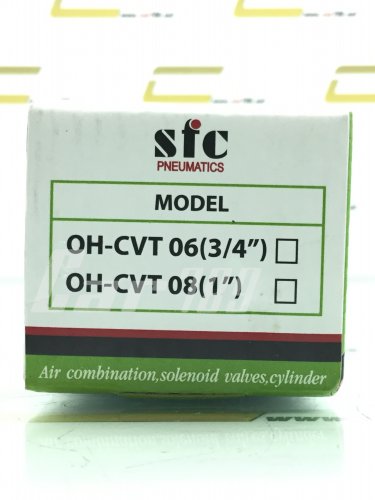 sfc
PNEUMATICS
MODEL
OH-CVT 06(3/4”)
OH-CVT 08(1”)
Air combination,solenoid valves,cylinder